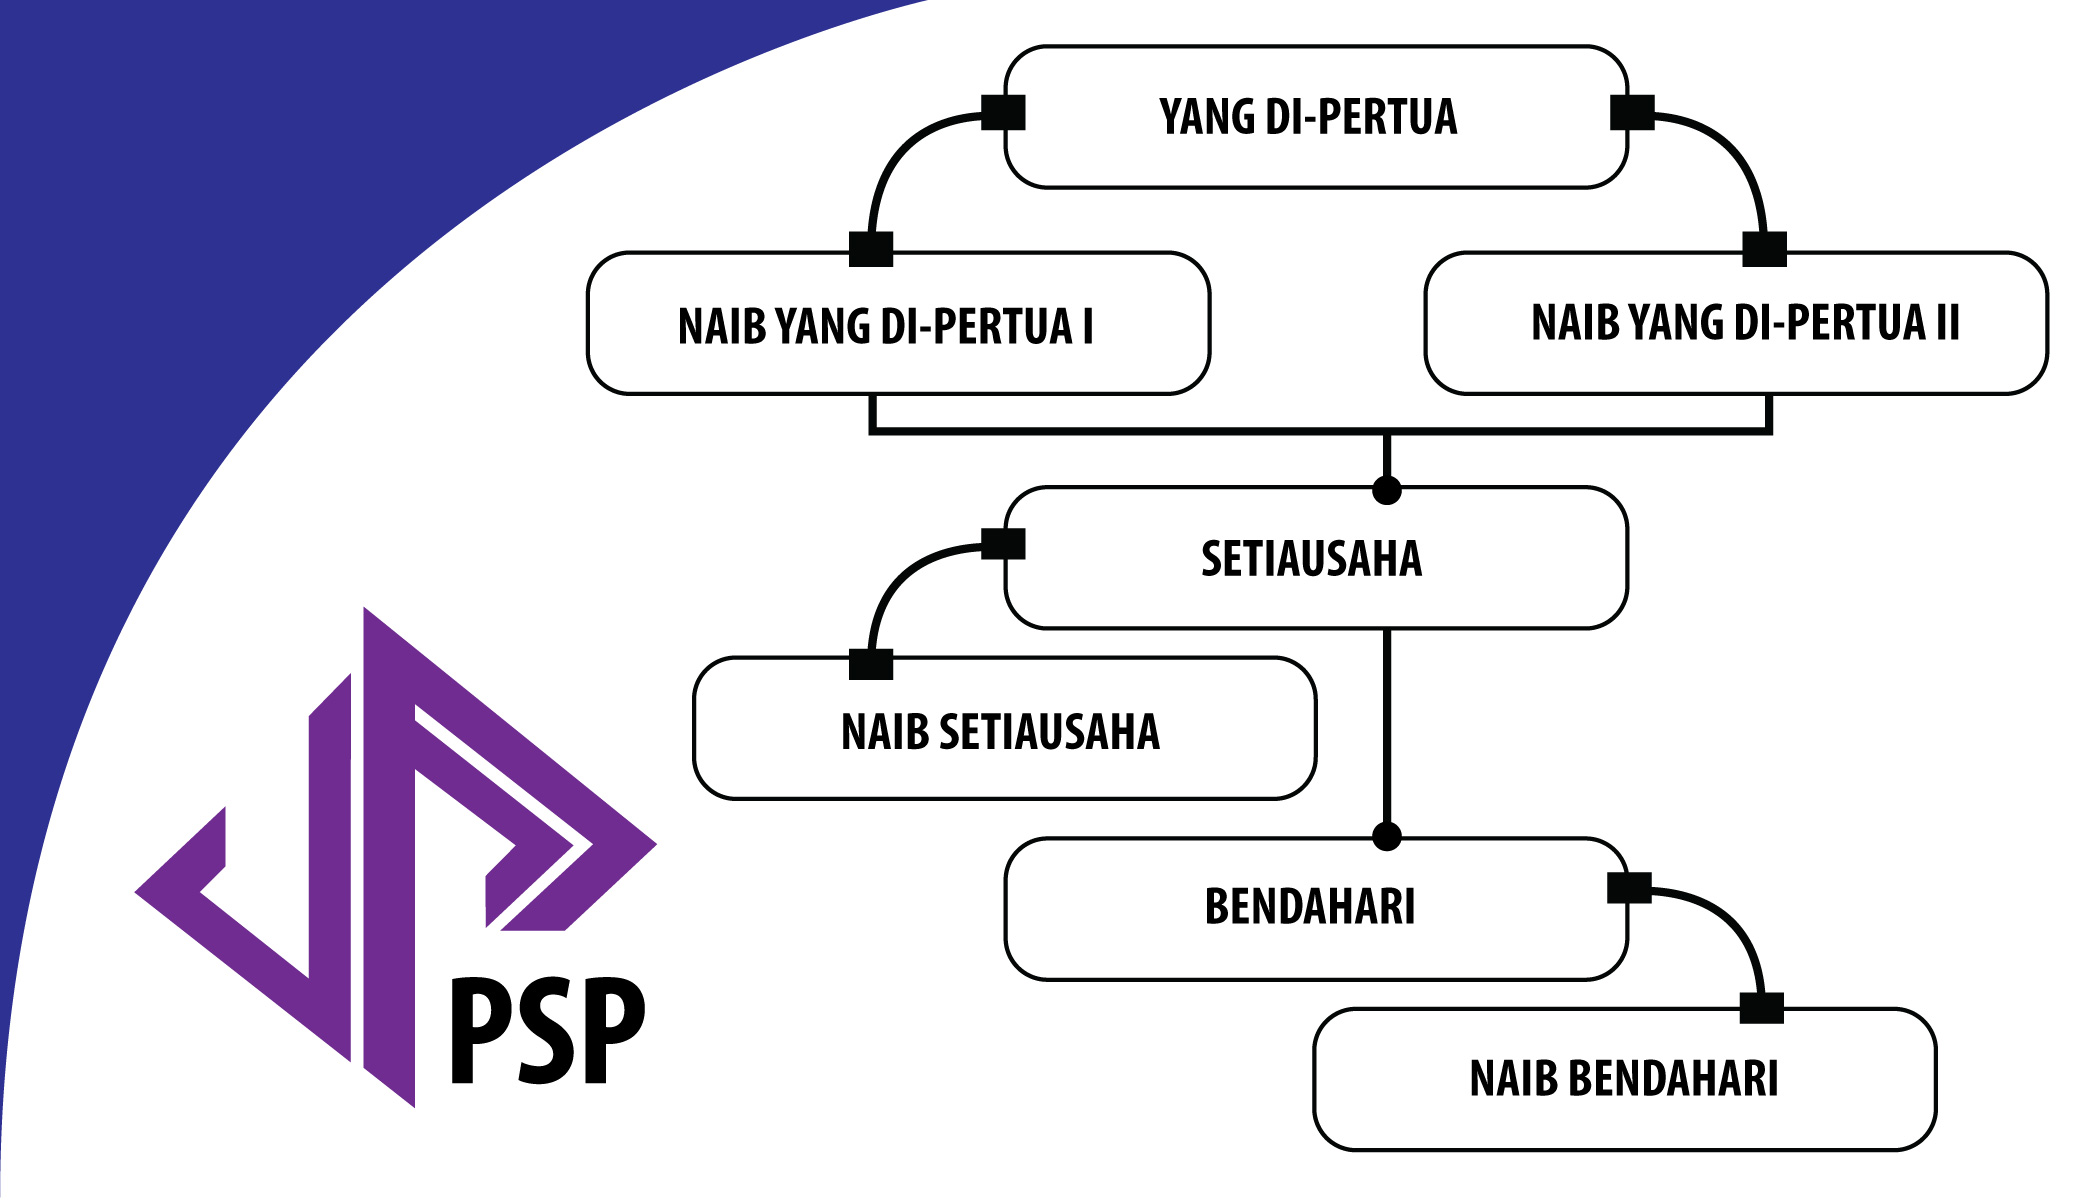 YANG DI-PERTUA
NAIB YANG DI-PERTUA I
NAIB YANG DI-PERTUA II
SETIAUSAHA
NAIB SETIAUSAHA
BENDAHARI
NAIB BENDAHARI
PSP